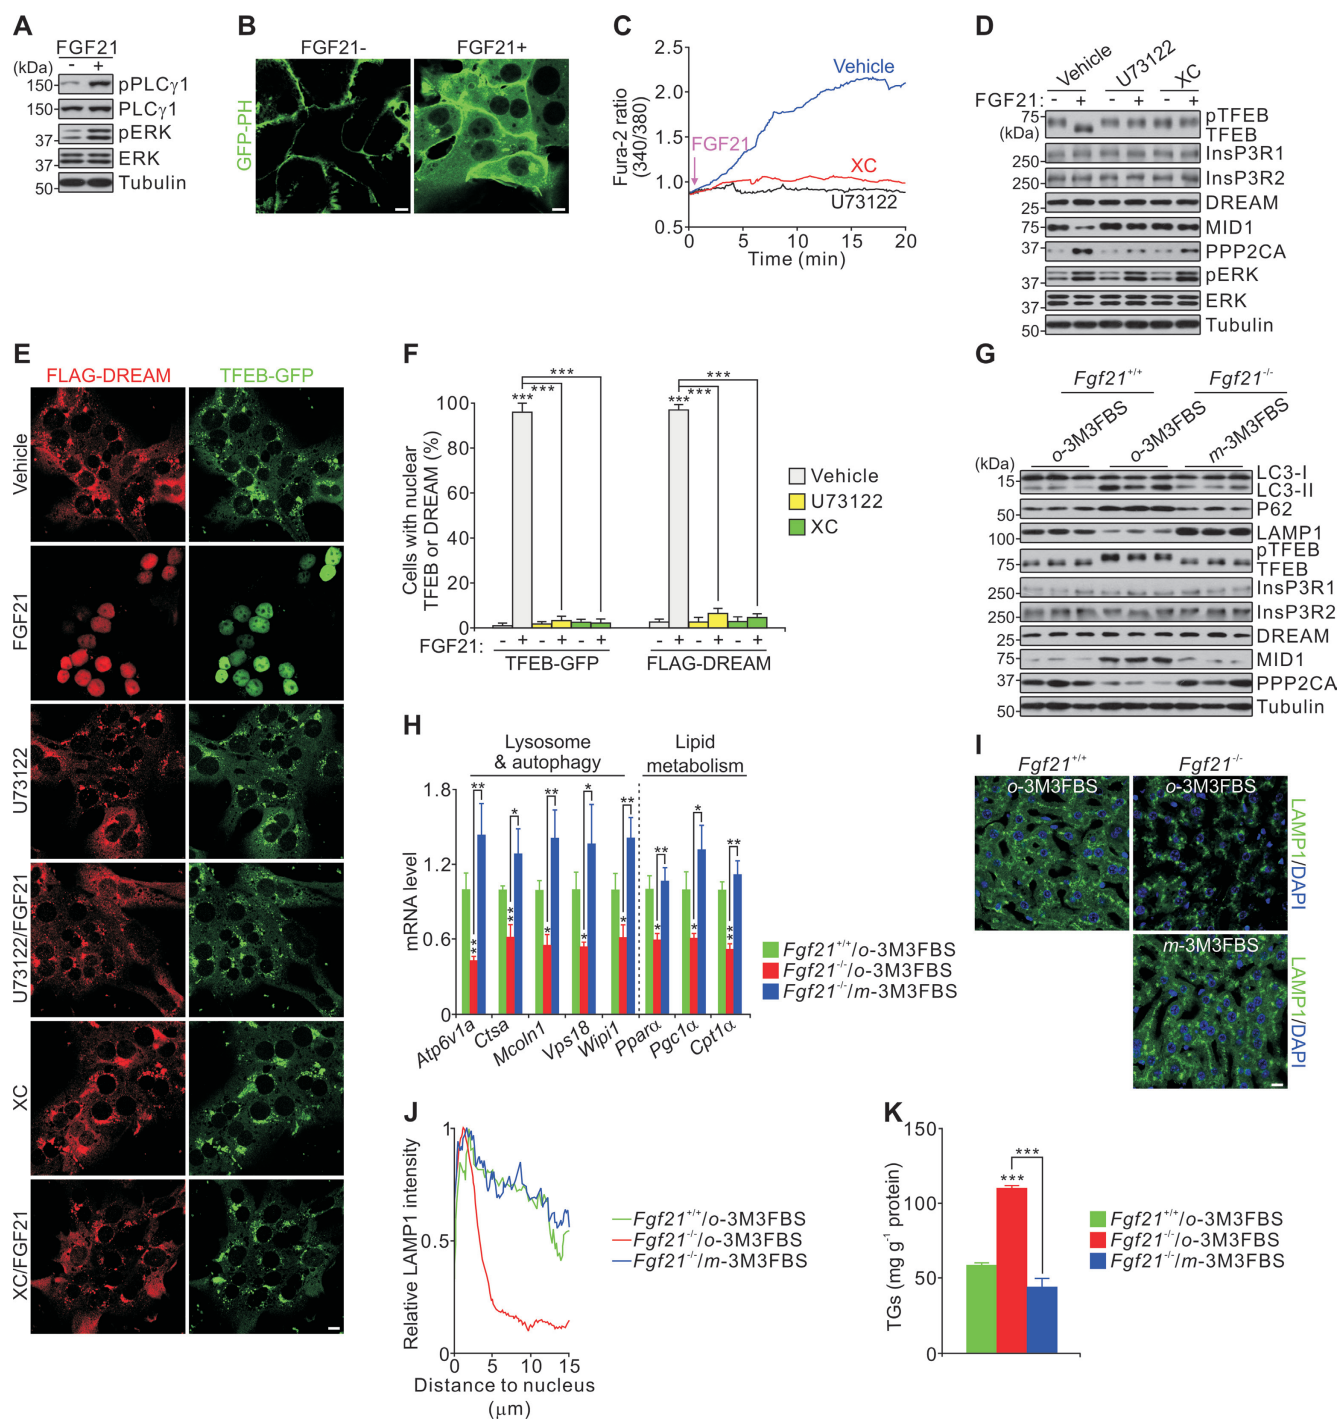 A
FGF21
(kDa) - +
150 pPLCγ1
150 PLCγ1
37 pERK
37 ERK
50 Tubulin
B
FGF21- FGF21+
GFP-PH
C
Fura-2 ratio
(340/380)
2.5
2.0
1.5
1.0
0.5
Vehicle
FGF21
XC
U73122
0 5 10 15 20
Time (min)
D
Vehicle U73122 XC
FGF21: - + - + - +
75 pTFEB
(kDa) TFEB
250 InsP3R1
250 InsP3R2
25 DREAM
75 MID1
37 PPP2CA
37 pERK
37 ERK
50 Tubulin
E
FLAG-DREAM TFEB-GFP
Vehicle
FGF21
U73122
U73122/FGF21
XC
XC/FGF21
F
Cells with nuclear
TFEB or DREAM (%)
100
80
60
40
20
0
*** *** *** *** *** ***
Vehicle
U73122
XC
FGF21: - + - + - + - + - + - +
TFEB-GFP FLAG-DREAM
G
Fgf21+/+ Fgf21-/-
o-3M3FBS o-3M3FBS m-3M3FBS
(kDa)
15 LC3-I
LC3-II
50 P62
100 LAMP1
pTFEB
75 TFEB
250 InsP3R1
250 InsP3R2
25 DREAM
75 MID1
37 PPP2CA
50 Tubulin
H
Lysosome
& autophagy
Lipid
metabolism
mRNA level
1.8
1.2
0.6
0
** * ** * ** ** * **
** ** * * * * * **
Atp6v1a Ctsa Mcoln1 Vps18 Wipi1 Pparα Pgc1α Cpt1α
Fgf21+/+/o-3M3FBS
Fgf21-/-/o-3M3FBS
Fgf21-/-/m-3M3FBS
I
Fgf21+/+ Fgf21-/-
o-3M3FBS o-3M3FBS
LAMP1/DAPI
m-3M3FBS
LAMP1/DAPI
J
Relative LAMP1 intensity
1
0.5
0
0 5 10 15
Distance to nucleus
(μm)
Fgf21+/+/o-3M3FBS
Fgf21-/-/o-3M3FBS
Fgf21-/-/m-3M3FBS
K
TGs (mg g-1 protein)
150
100
50
0
*** ***
Fgf21+/+/o-3M3FBS
Fgf21-/-/o-3M3FBS
Fgf21-/-/m-3M3FBS